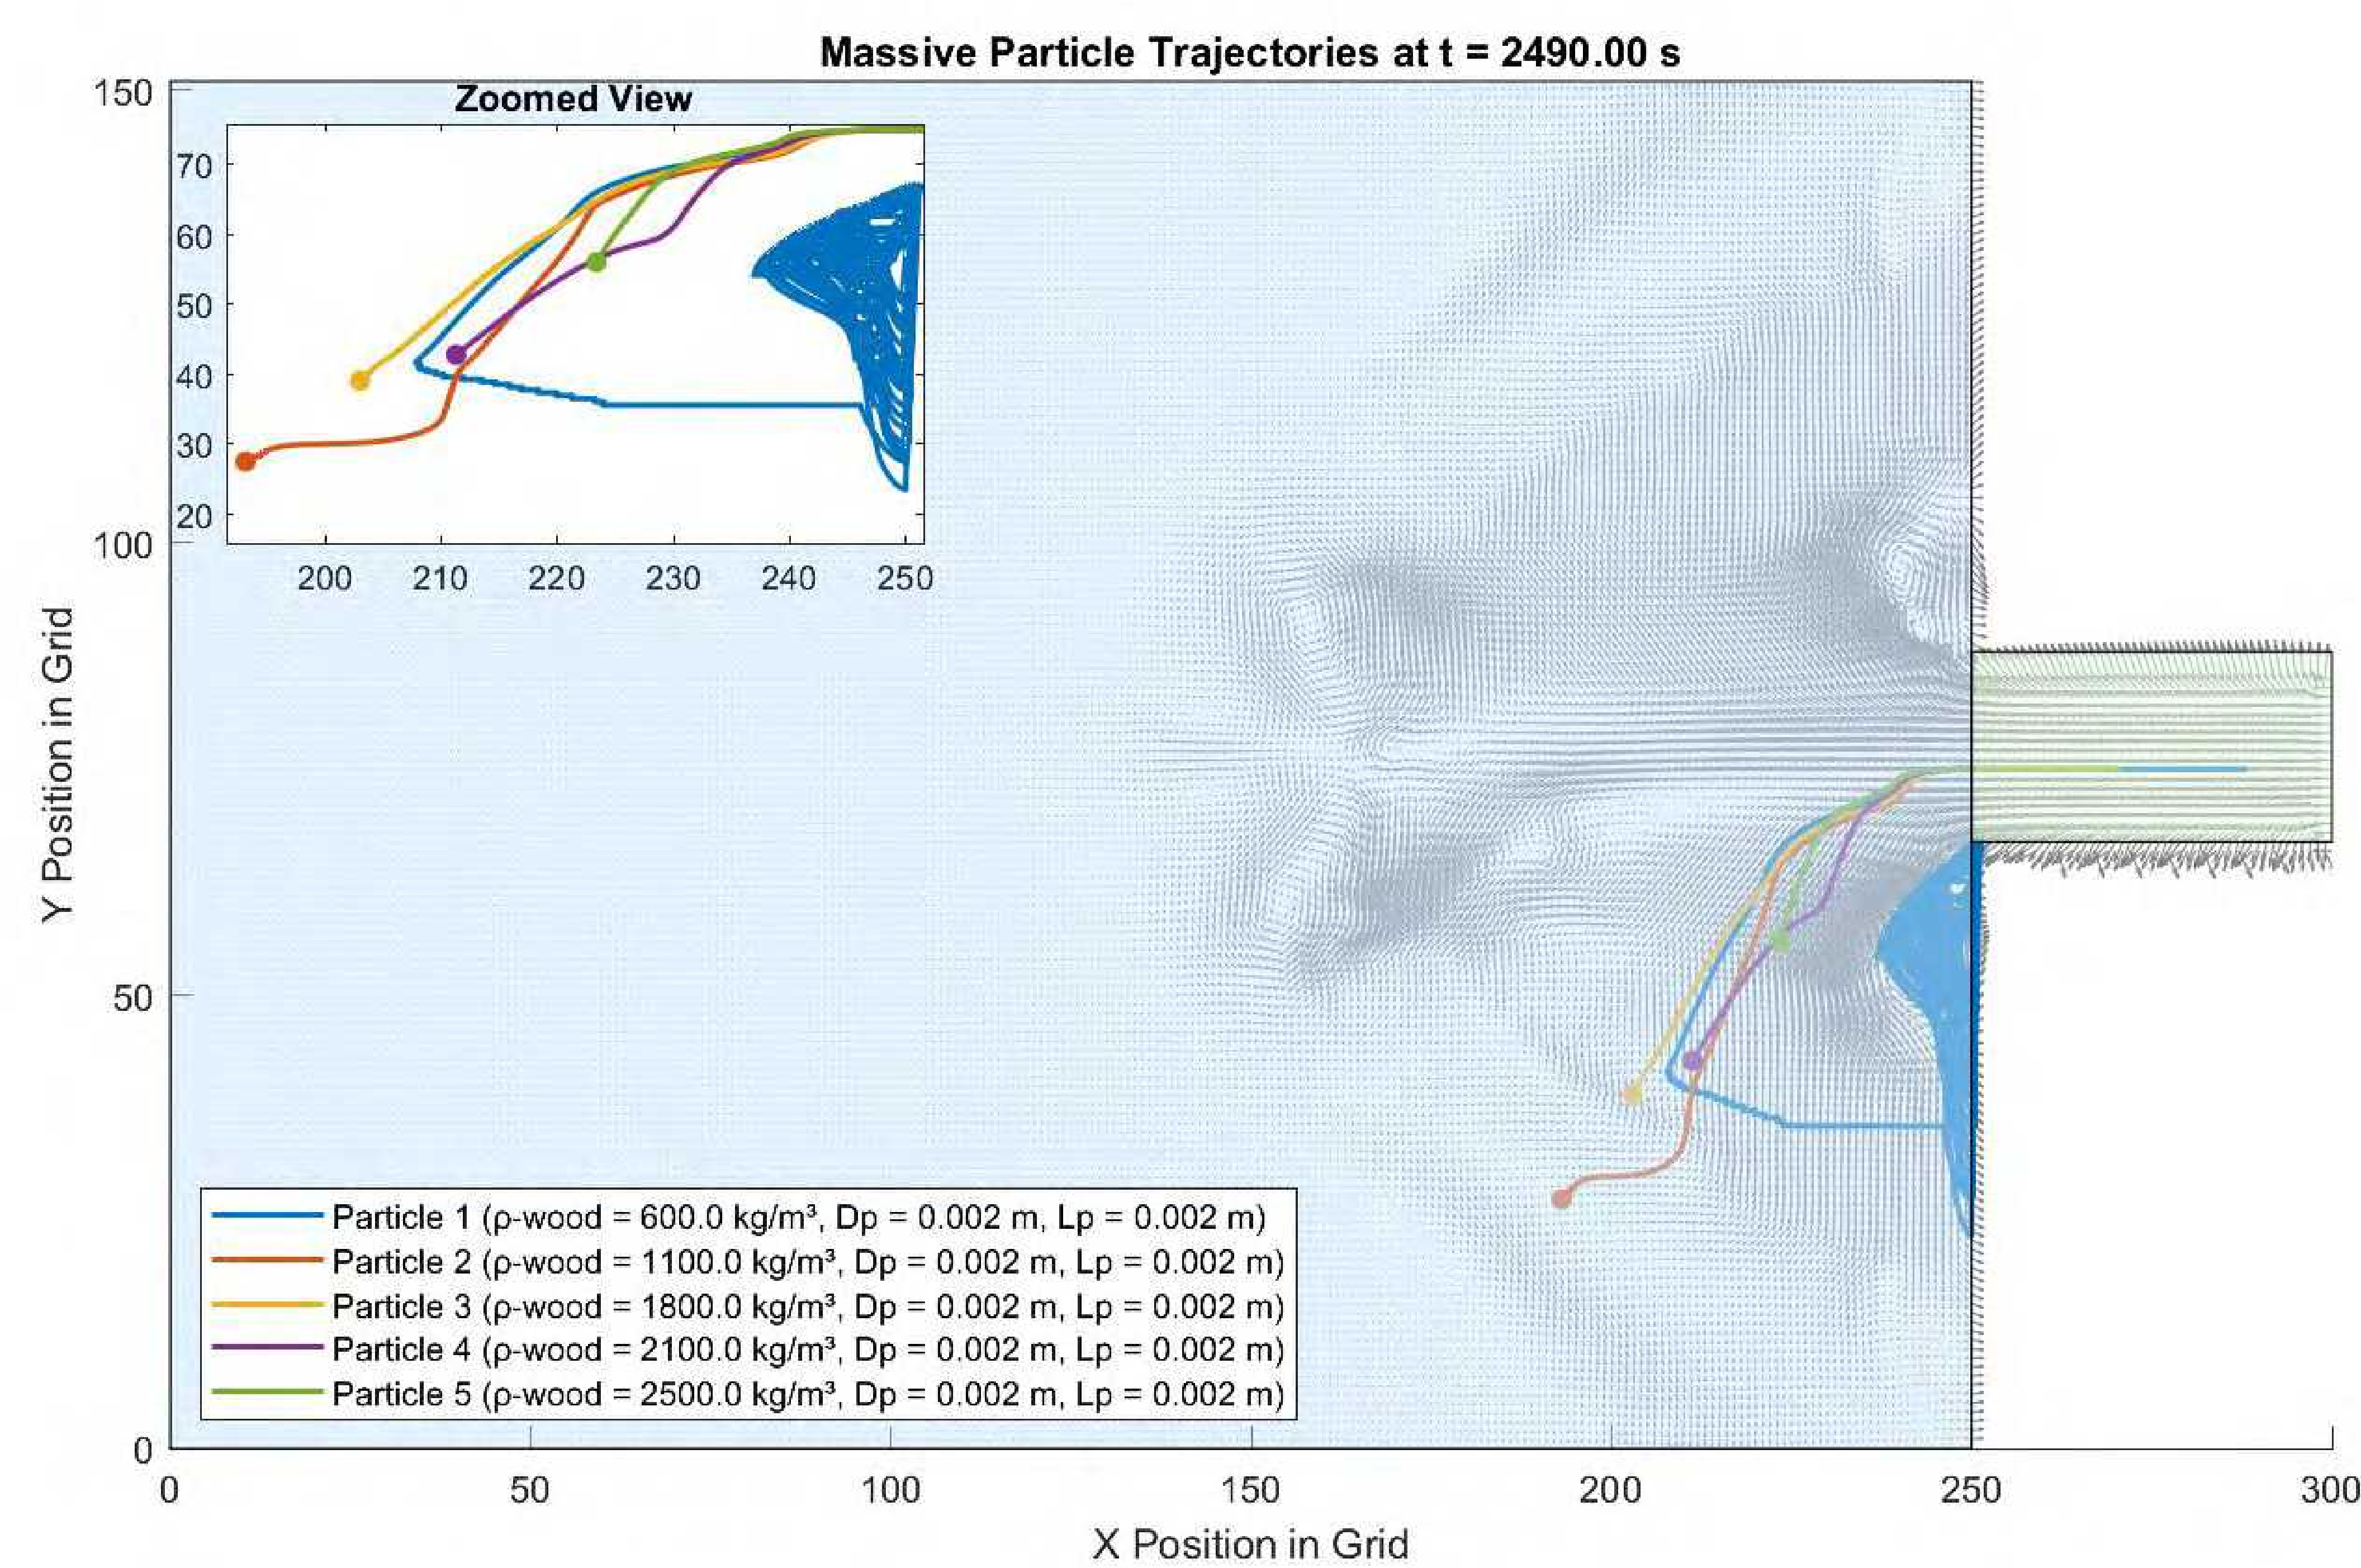 Massive Particle Trajectories at t = 2490.00 s
150
100
50
0
Y Position in Grid
Zoomed View
70
60
50
40
30
20
200 210 220 230 240 250
Particle 1 (ρ-wood = 600.0 kg/m³, Dp = 0.002 m, Lp = 0.002 m)
Particle 2 (ρ-wood = 1100.0 kg/m³, Dp = 0.002 m, Lp = 0.002 m)
Particle 3 (ρ-wood = 1800.0 kg/m³, Dp = 0.002 m, Lp = 0.002 m)
Particle 4 (ρ-wood = 2100.0 kg/m³, Dp = 0.002 m, Lp = 0.002 m)
Particle 5 (ρ-wood = 2500.0 kg/m³, Dp = 0.002 m, Lp = 0.002 m)
0 50 100 150 200 250 300
X Position in Grid